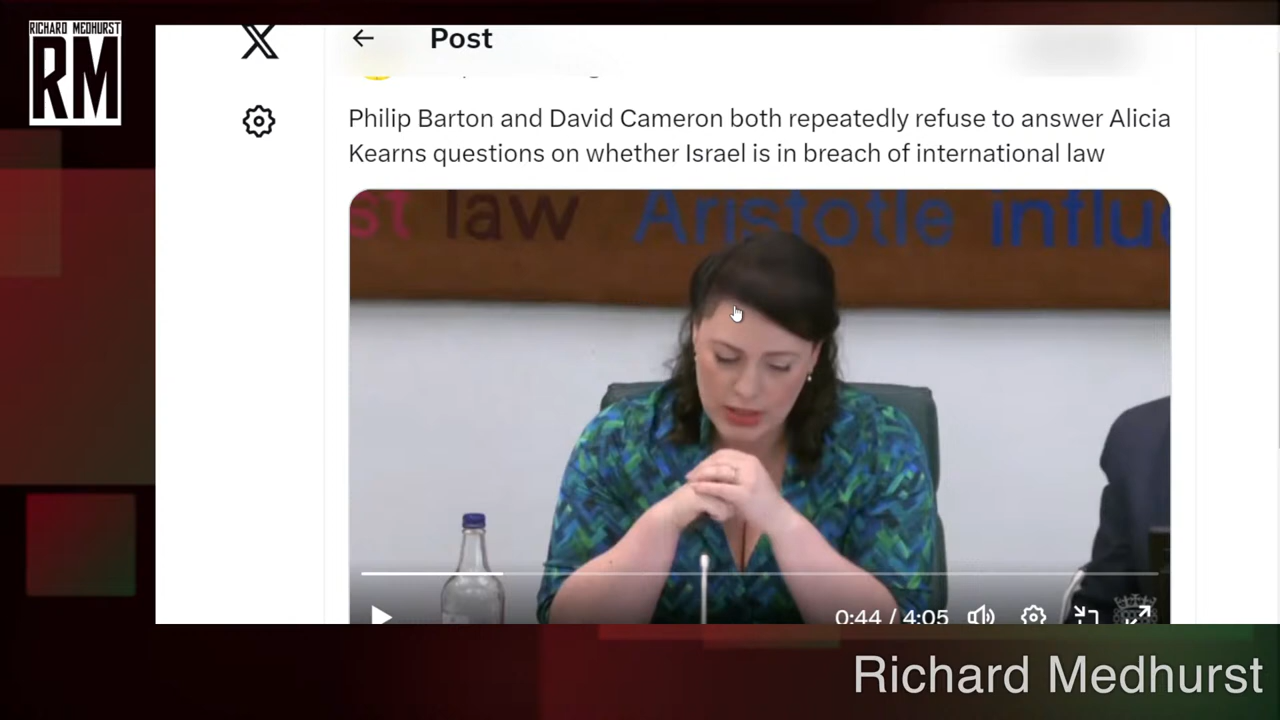 RICHARD MEDHURST
RM
Post
Philip Barton and David Cameron both repeatedly refuse to answer Alicia
Kearns questions on whether Israel is in breach of international law
st law Aristotle influ
0:44 / 4:05
Richard Medhurst